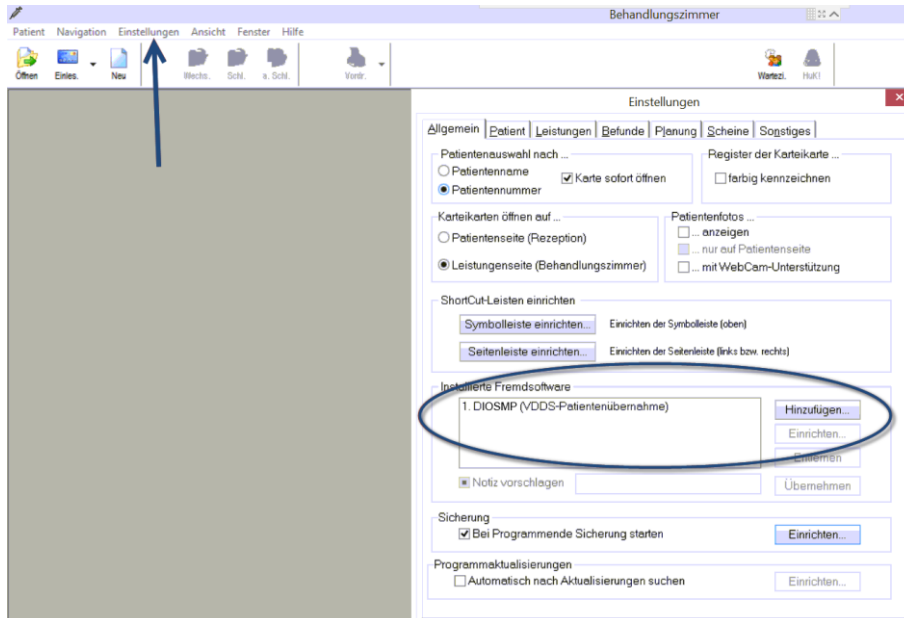 Behandlungszimmer
Patient Navigation Einstellungen Ansicht Fenster Hilfe
Öffnen Einles. Neu Wechs. Schl. a. Schl. Vordr. Wartezi. HuKI
Einstellungen
Allgemein Patient Leistungen Befunde Planung Scheine Sonstiges
Patientenauswahl nach ...
Patientenname
Patientennummer
Karte sofort öffnen
Register der Karteikarte ...
farbig kennzeichnen
Karteikarten öffnen auf ...
Patientenseite (Rezeption)
Leistungenseite (Behandlungszimmer)
Patientenfotos ...
... anzeigen
... nur auf Patientenseite
... mit WebCam-Unterstützung
ShortCut-Leisten einrichten
Symbolleiste einrichten... Einrichten der Symbolleiste (oben)
Seitenleiste einrichten... Einrichten der Seitenleiste (links bzw. rechts)
Installierte Fremdsoftware
1. DIOSMP (VDDS-Patientenübernahme)
Hinzufügen...
Einrichten...
Entfernen
Notiz vorschlagen
Übernehmen
Sicherung
Bei Programmende Sicherung starten
Einrichten...
Programmaktualisierungen
Automatisch nach Aktualisierungen suchen
Einrichten...